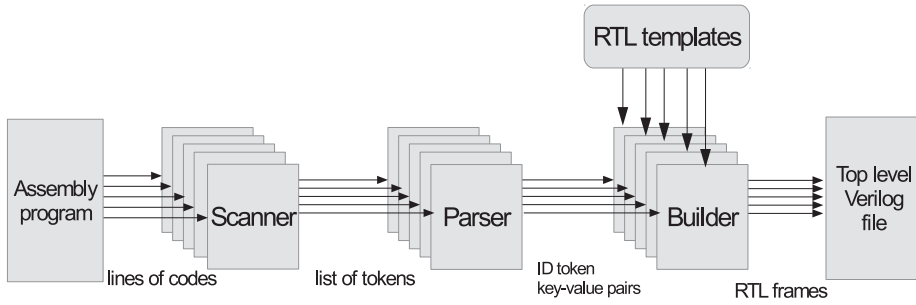 RTL templates
Assembly
program
Scanner
Parser
Builder
Top level
Verilog
file
lines of codes
list of tokens
ID token
key-value pairs
RTL frames